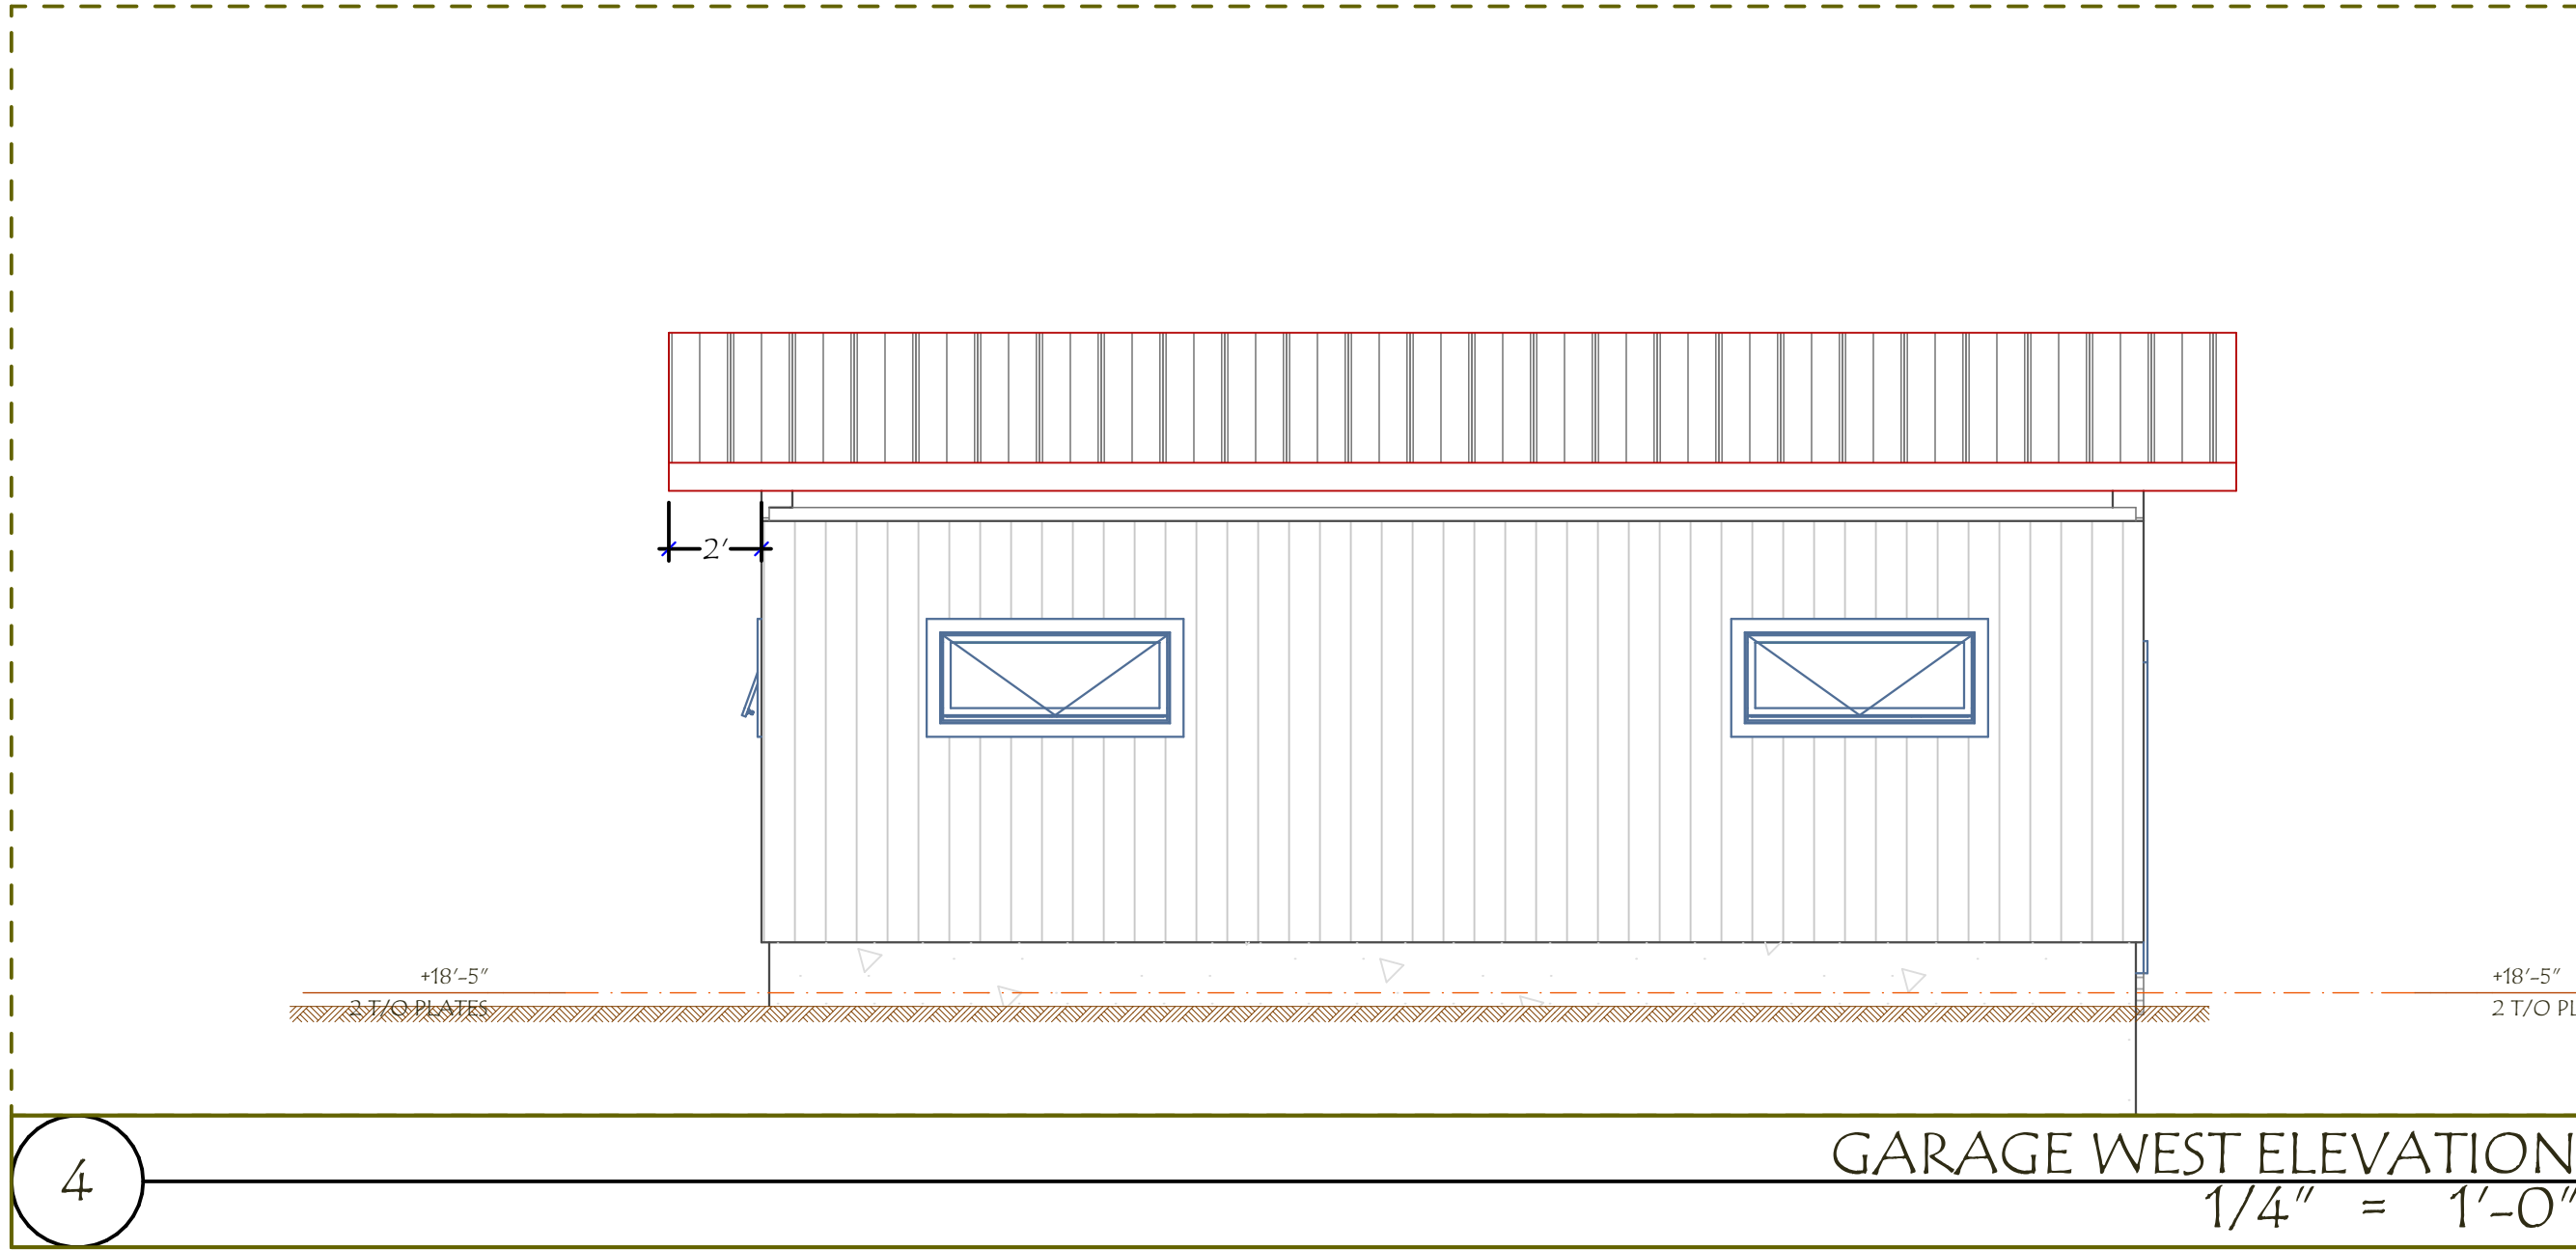 2'
+18'-5"
2 T/O PLATES
+18'-5"
2 T/O PL
4
GARAGE WEST ELEVATION
1/4" = 1'-0"